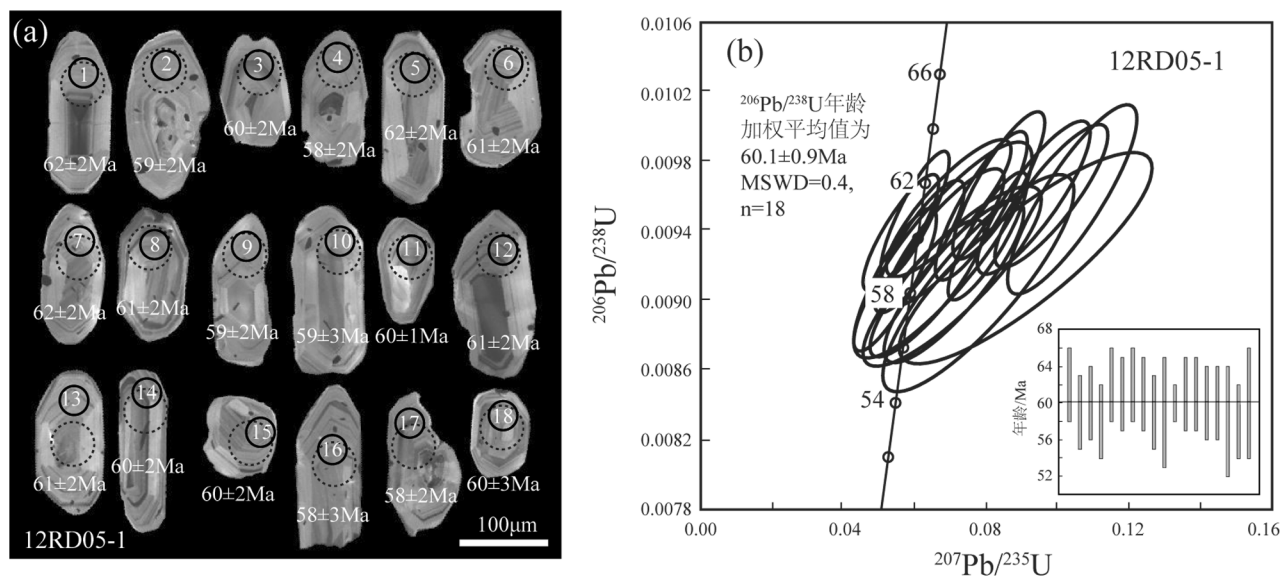 (a)
1
2
3
4
5
6
62±2Ma
59±2Ma
60±2Ma
58±2Ma
62±2Ma
61±2Ma
7
8
9
10
11
12
62±2Ma
61±2Ma
59±2Ma
59±3Ma
60±1Ma
61±2Ma
13
14
15
16
17
18
61±2Ma
60±2Ma
60±2Ma
58±3Ma
58±2Ma
60±3Ma
12RD05-1
100μm
(b)
12RD05-1
²⁰⁶Pb/²³⁸U年龄
加权平均值为
60.1±0.9Ma
MSWD=0.4,
n=18
66
62
58
54
²⁰⁶Pb/²³⁸U
0.0106
0.0102
0.0098
0.0094
0.0090
0.0086
0.0082
0.0078
0.00
0.04
0.08
0.12
0.16
²⁰⁷Pb/²³⁵U
年龄/Ma
68
64
60
56
52